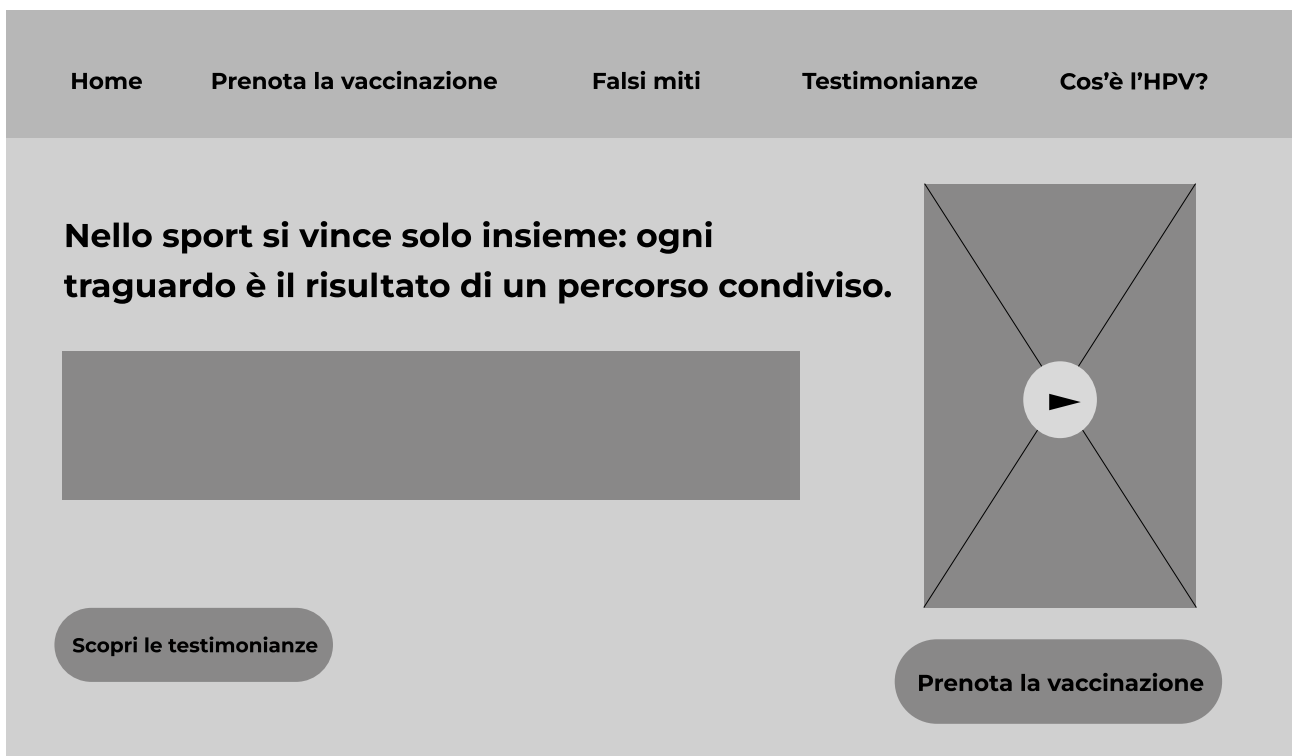 Home Prenota la vaccinazione Falsi miti Testimonianze Cos’è l’HPV?
Nello sport si vince solo insieme: ogni
traguardo è il risultato di un percorso condiviso.
Scopri le testimonianze
Prenota la vaccinazione